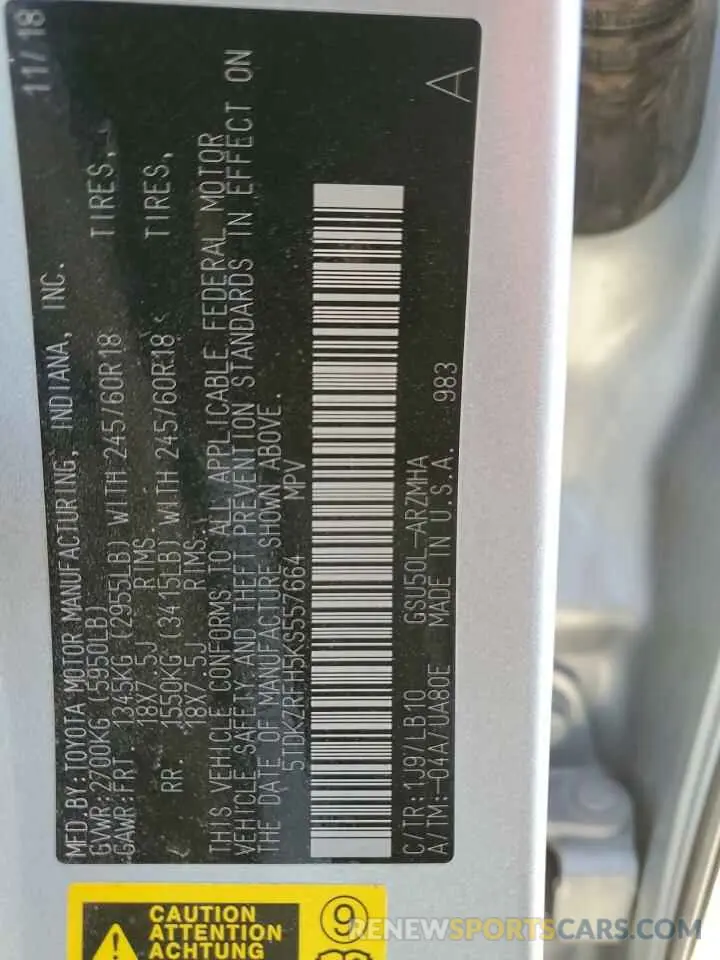 MFD.BY:TOYOTA MOTOR MANUFACTURING, INDIANA, INC. 11/18
GVWR:2700KG (5950LB)
GAWR:FRT. 1345KG (2955LB) WITH 245/60R18 TIRES,
18X7.5J RIMS
RR. 1550KG (3415LB) WITH 245/60R18 TIRES,
18X7.5J RIMS
THIS VEHICLE CONFORMS TO ALL APPLICABLE FEDERAL MOTOR
VEHICLE SAFETY AND THEFT PREVENTION STANDARDS IN EFFECT ON
THE DATE OF MANUFACTURE SHOWN ABOVE.
5TDKZRFH5KS557664 MPV
C/TR:1J9/LB10 GSU50L-ARZMHA
A/TM:-04A/UA80E MADE IN U.S.A. 983
A
CAUTION
ATTENTION
ACHTUNG
9
RENEWSPORTSCARS.COM